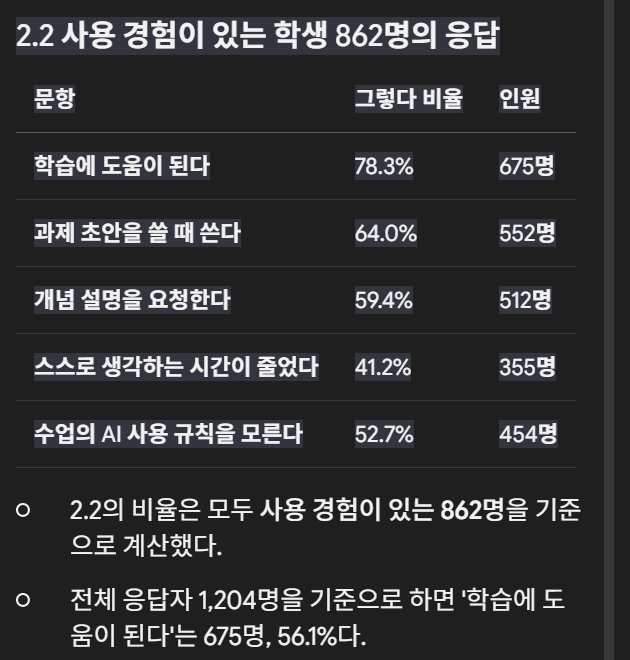 2.2 사용 경험이 있는 학생 862명의 응답
문항 그렇다 비율 인원
학습에 도움이 된다 78.3% 675명
과제 초안을 쓸 때 쓴다 64.0% 552명
개념 설명을 요청한다 59.4% 512명
스스로 생각하는 시간이 줄었다 41.2% 355명
수업의 AI 사용 규칙을 모른다 52.7% 454명
2.2의 비율은 모두 사용 경험이 있는 862명을 기준
으로 계산했다.
전체 응답자 1,204명을 기준으로 하면 '학습에 도
움이 된다'는 675명, 56.1%다.